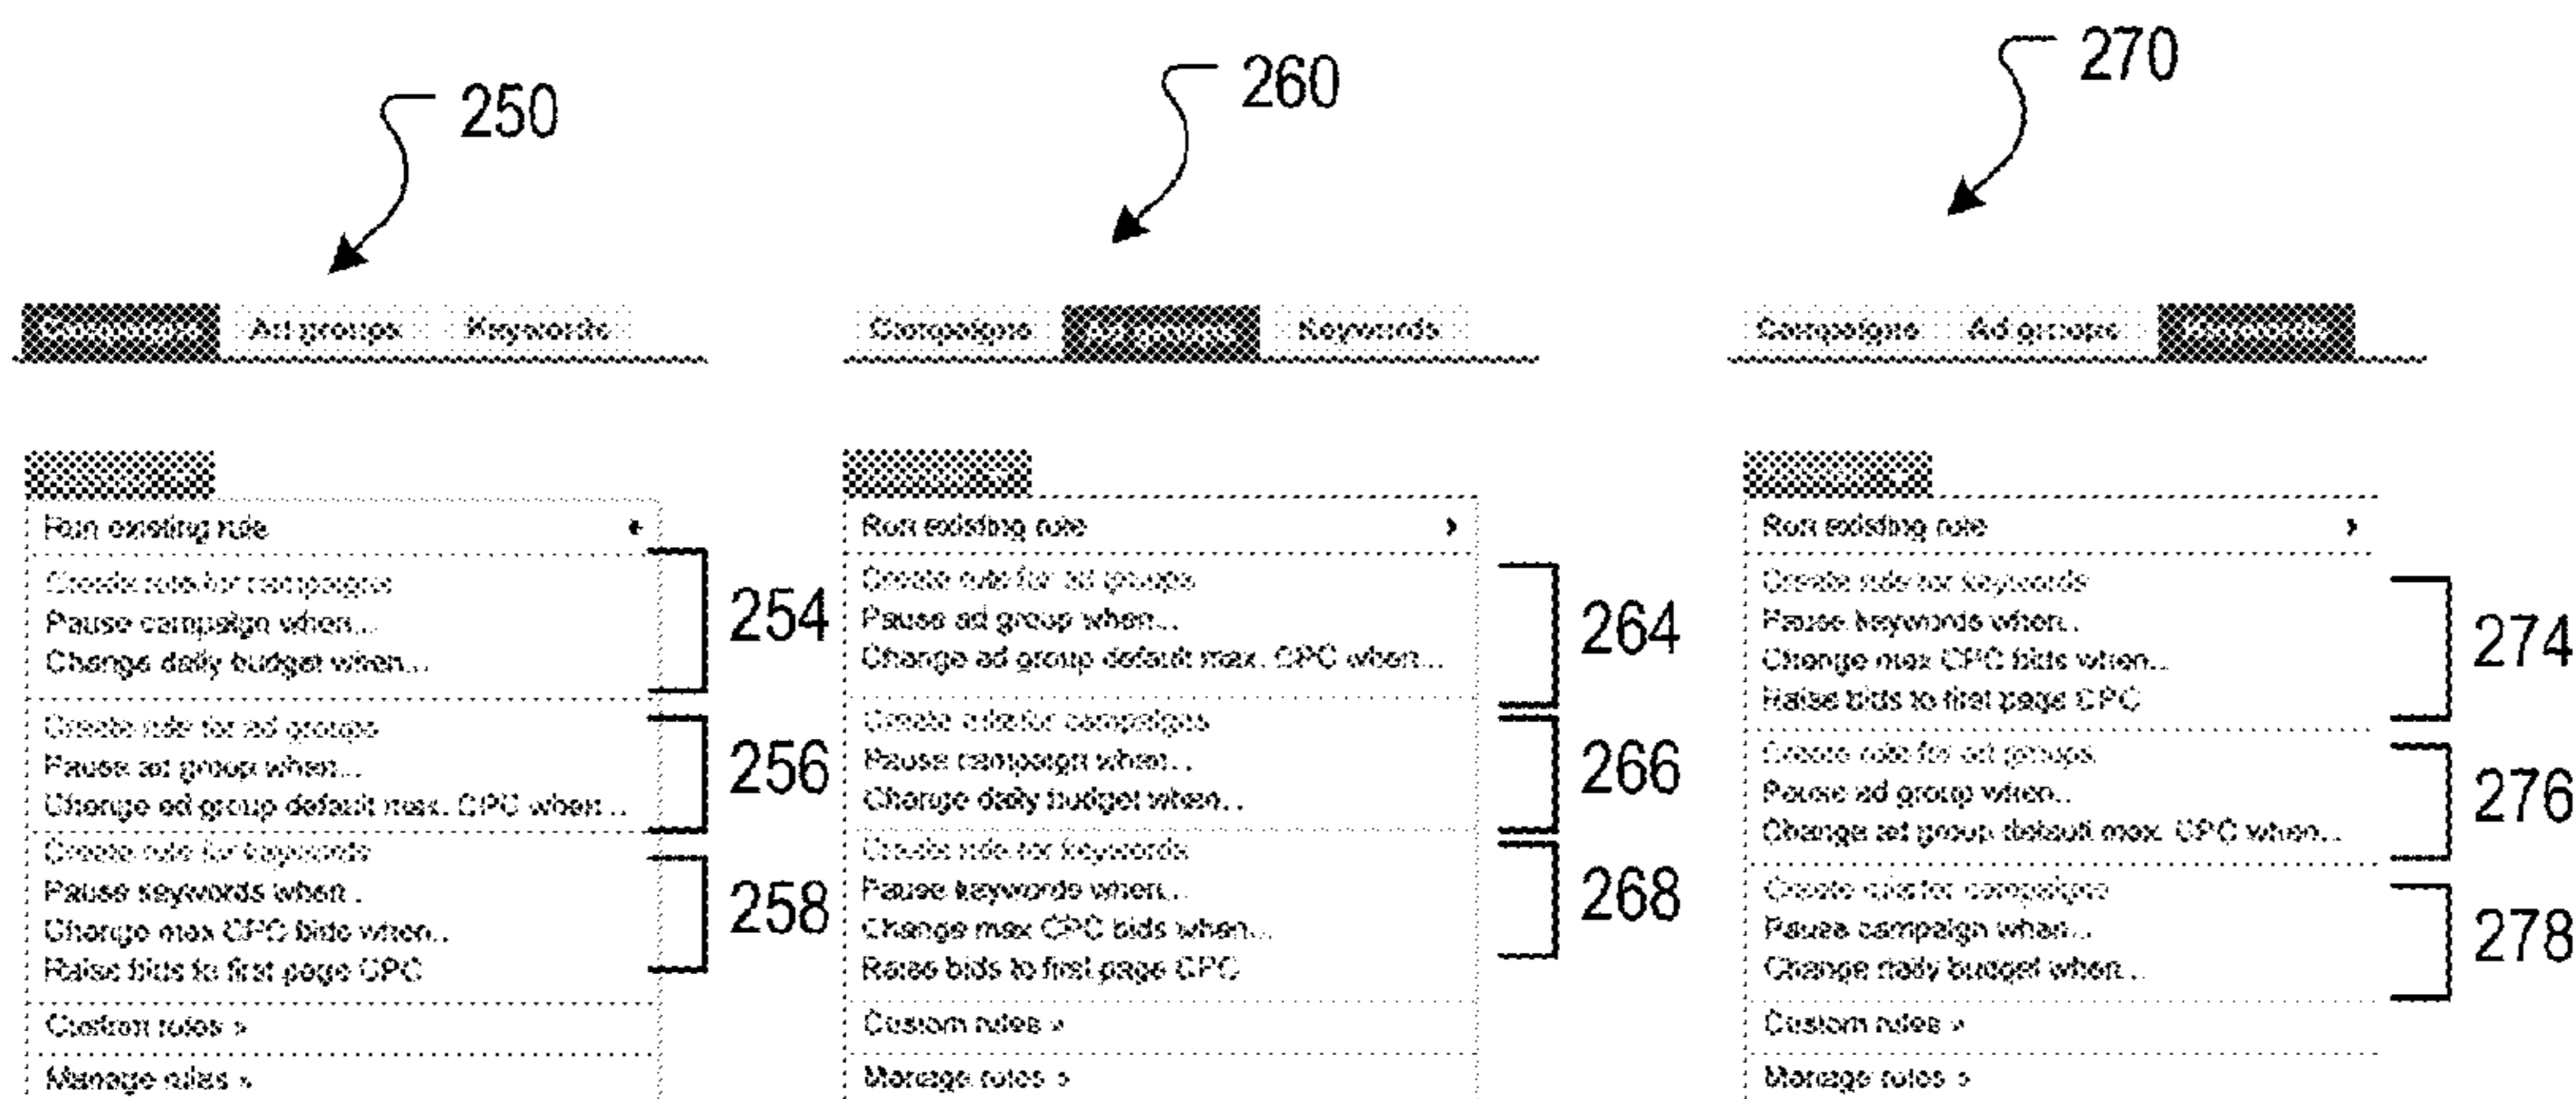 250
260
270
Campaigns Ad groups Keywords
Campaigns Ad groups Keywords
Campaigns Ad groups Keywords
Run existing rule
Create rule for campaigns
Pause campaign when...
Change daily budget when...
254
Create rule for ad groups
Pause ad group when...
Change ad group default max. CPC when...
256
Create rule for keywords
Pause keywords when...
Change max CPC bids when...
Raise bids to first page CPC
258
Custom rules »
Manage rules »
Run existing rule
Create rule for ad groups
Pause ad group when...
Change ad group default max. CPC when...
264
Create rule for campaigns
Pause campaign when...
Change daily budget when...
266
Create rule for keywords
Pause keywords when...
Change max CPC bids when...
Raise bids to first page CPC
268
Custom rules »
Manage rules »
Run existing rule
Create rule for keywords
Pause keywords when...
Change max CPC bids when...
Raise bids to first page CPC
274
Create rule for ad groups
Pause ad group when...
Change ad group default max. CPC when...
276
Create rule for campaigns
Pause campaign when...
Change daily budget when...
278
Custom rules »
Manage rules »